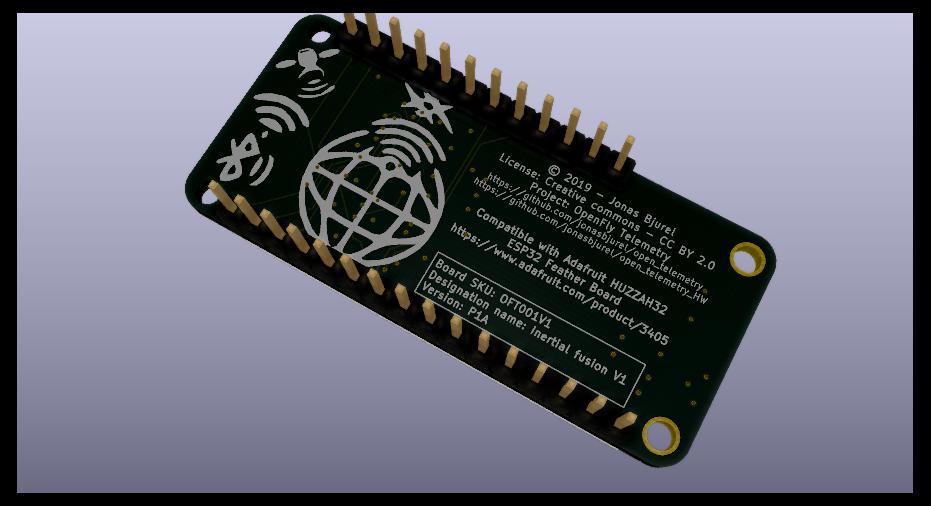 © 2019 – Jonas Bjurel
License: Creative commons – CC BY 2.0
Project: OpenFly Telemetry
https://github.com/jonasbjurel/open_telemetry
https://github.com/jonasbjurel/open_telemetry_HW
Compatible with Adafruit HUZZAH32
ESP32 Feather Board
https://www.adafruit.com/product/3405
Board SKU: OFT001V1
Designation name: Inertial fusion V1
Version: P1A